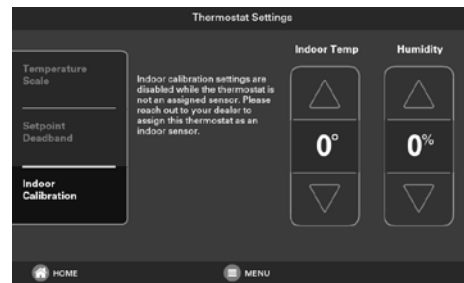 Thermostat Settings
Indoor Temp
Humidity
Temperature
Scale
Indoor calibration settings are
disabled while the thermostat is
not an assigned sensor. Please
reach out to your dealer to
assign this thermostat as an
indoor sensor.
Setpoint
Deadband
0°
0%
Indoor
Calibration
HOME
MENU